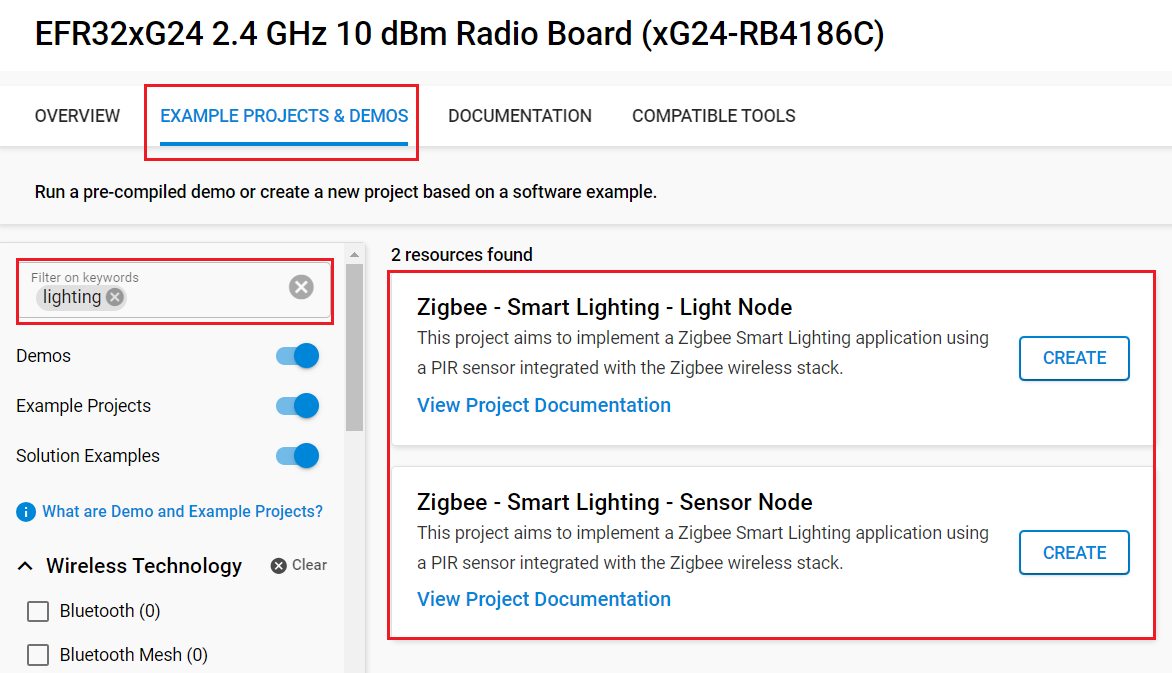 EFR32xG24 2.4 GHz 10 dBm Radio Board (xG24-RB4186C)
OVERVIEW
EXAMPLE PROJECTS & DEMOS
DOCUMENTATION
COMPATIBLE TOOLS
Run a pre-compiled demo or create a new project based on a software example.
Filter on keywords
lighting
Demos
Example Projects
Solution Examples
What are Demo and Example Projects?
Wireless Technology
Clear
Bluetooth (0)
Bluetooth Mesh (0)
2 resources found
Zigbee - Smart Lighting - Light Node
This project aims to implement a Zigbee Smart Lighting application using
a PIR sensor integrated with the Zigbee wireless stack.
View Project Documentation
CREATE
Zigbee - Smart Lighting - Sensor Node
This project aims to implement a Zigbee Smart Lighting application using
a PIR sensor integrated with the Zigbee wireless stack.
View Project Documentation
CREATE